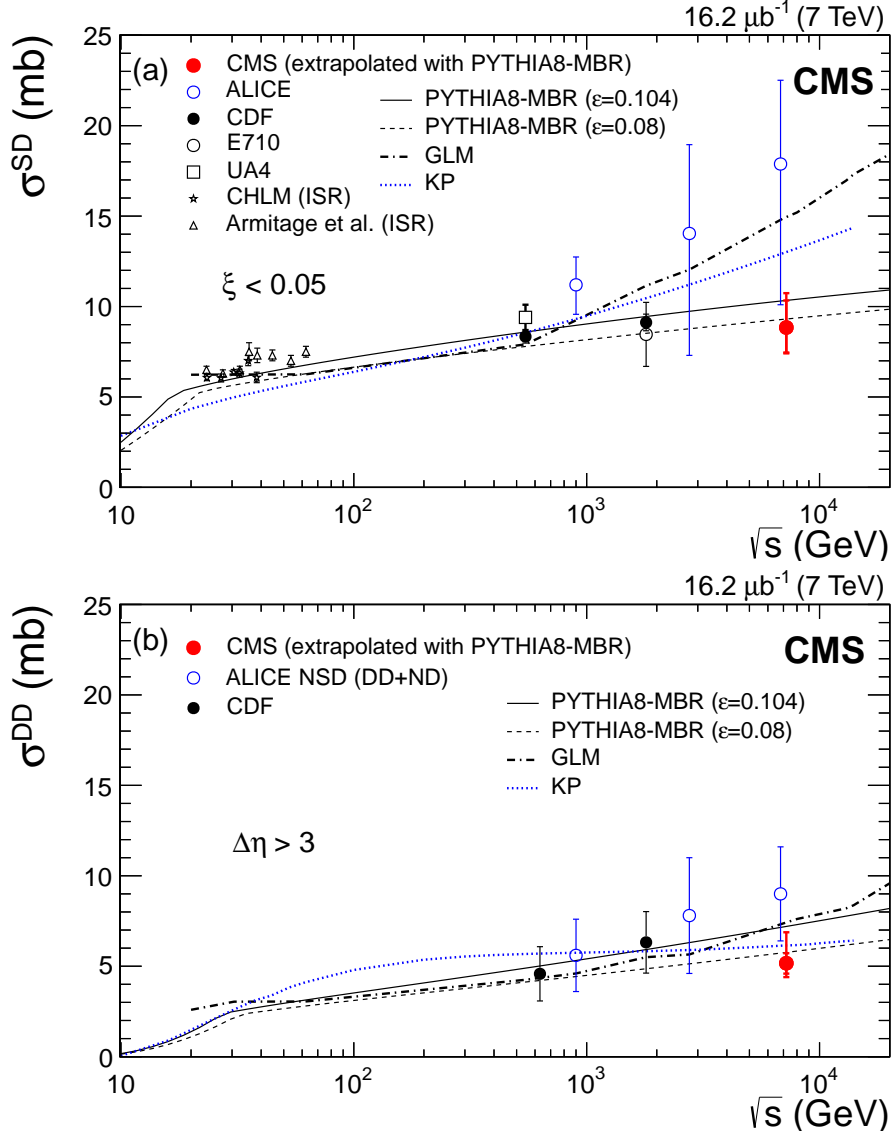 16.2 μb⁻¹ (7 TeV)
σ^SD (mb)
25
20
15
10
5
0
(a)
CMS (extrapolated with PYTHIA8-MBR)
ALICE
CDF
E710
UA4
CHLM (ISR)
Armitage et al. (ISR)
PYTHIA8-MBR (ε=0.104)
PYTHIA8-MBR (ε=0.08)
GLM
KP
CMS
ξ < 0.05
10
10²
10³
10⁴
√s (GeV)
16.2 μb⁻¹ (7 TeV)
σ^DD (mb)
25
20
15
10
5
0
(b)
CMS (extrapolated with PYTHIA8-MBR)
ALICE NSD (DD+ND)
CDF
PYTHIA8-MBR (ε=0.104)
PYTHIA8-MBR (ε=0.08)
GLM
KP
CMS
Δη > 3
10
10²
10³
10⁴
√s (GeV)